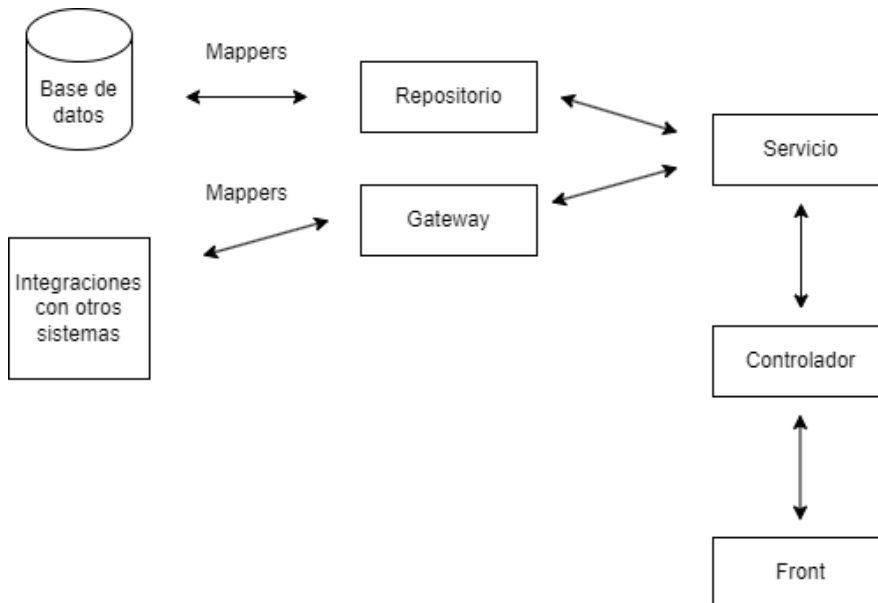 Mappers
Base de
datos
Repositorio
Servicio
Mappers
Gateway
Integraciones
con otros
sistemas
Controlador
Front